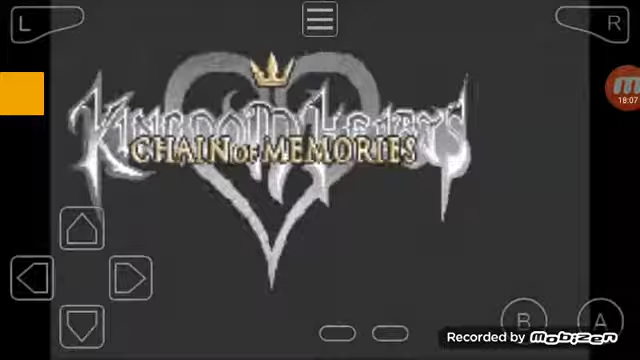 L
R
18:07
KINGDOM HEARTS
CHAIN OF MEMORIES
B
A
Recorded by mobizen